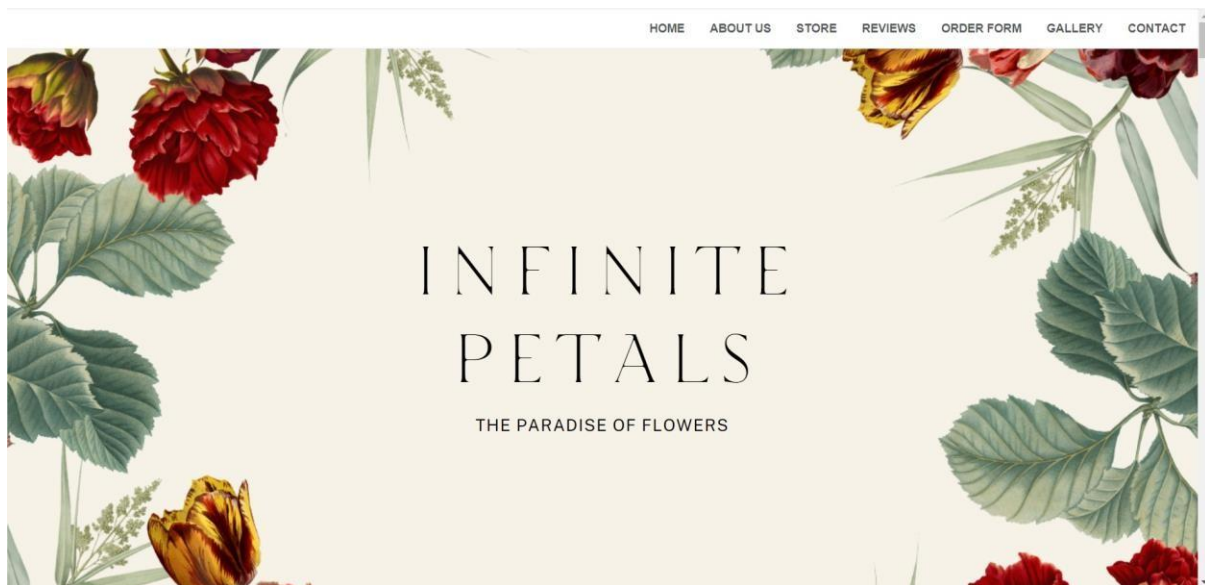 HOME ABOUT US STORE REVIEWS ORDER FORM GALLERY CONTACT
INFINITE
PETALS
THE PARADISE OF FLOWERS